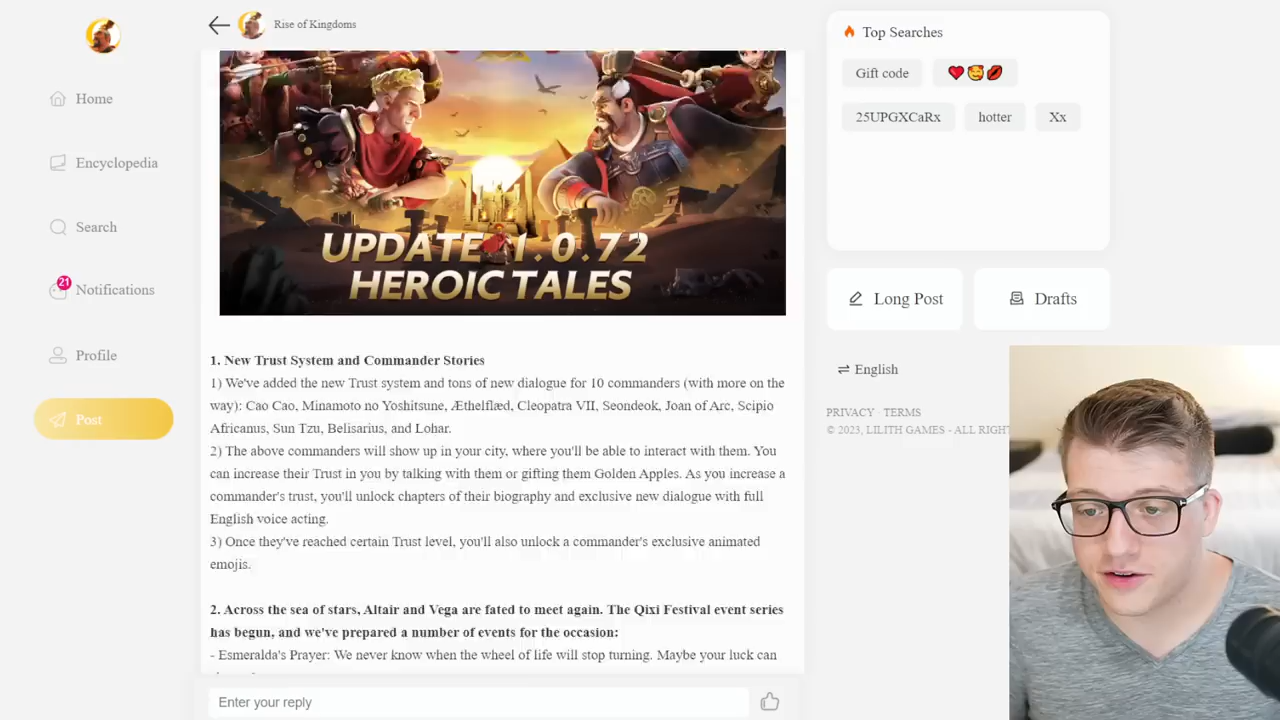 Rise of Kingdoms
Home
Encyclopedia
Search
21
Notifications
Profile
Post
UPDATE 1.0.72
HEROIC TALES
1. New Trust System and Commander Stories
1) We've added the new Trust system and tons of new dialogue for 10 commanders (with more on the
way): Cao Cao, Minamoto no Yoshitsune, Æthelflæd, Cleopatra VII, Seondeok, Joan of Arc, Scipio
Africanus, Sun Tzu, Belisarius, and Lohar.
2) The above commanders will show up in your city, where you'll be able to interact with them. You
can increase their Trust in you by talking with them or gifting them Golden Apples. As you increase a
commander's trust, you'll unlock chapters of their biography and exclusive new dialogue with full
English voice acting.
3) Once they've reached certain Trust level, you'll also unlock a commander's exclusive animated
emojis.
2. Across the sea of stars, Altair and Vega are fated to meet again. The Qixi Festival event series
has begun, and we've prepared a number of events for the occasion:
- Esmeralda's Prayer: We never know when the wheel of life will stop turning. Maybe your luck can
Enter your reply
Top Searches
Gift code
❤️🥰💋
25UPGXCaRx
hotter
Xx
Long Post
Drafts
English
PRIVACY · TERMS
© 2023, LILITH GAMES - ALL RIGH